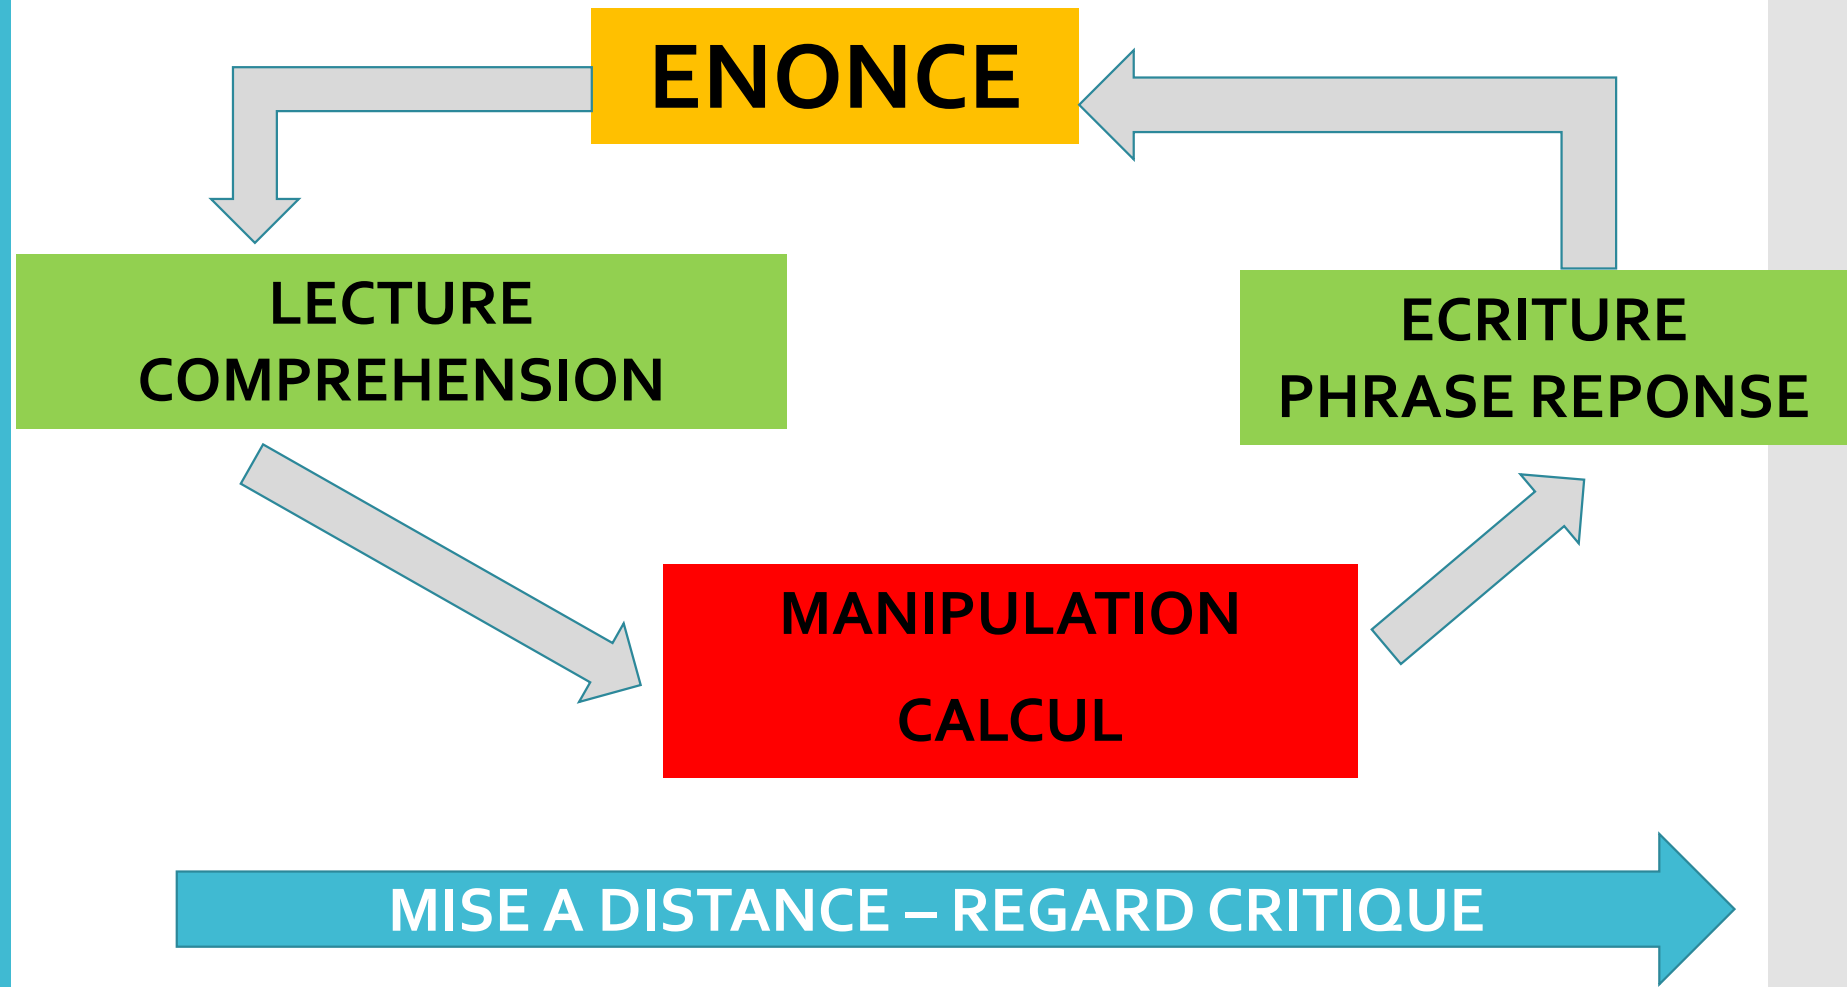 ENONCE
LECTURE
COMPREHENSION
ECRITURE
PHRASE REPONSE
MANIPULATION
CALCUL
MISE A DISTANCE – REGARD CRITIQUE